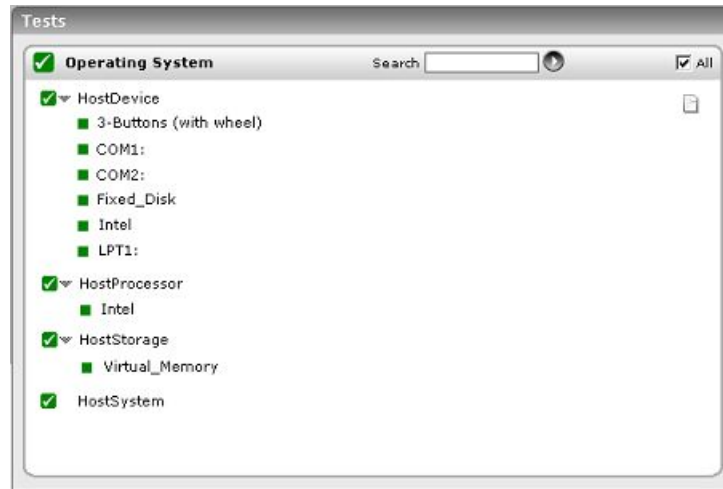 Tests
Operating System Search All
HostDevice
3-Buttons (with wheel)
COM1:
COM2:
Fixed_Disk
Intel
LPT1:
HostProcessor
Intel
HostStorage
Virtual_Memory
HostSystem